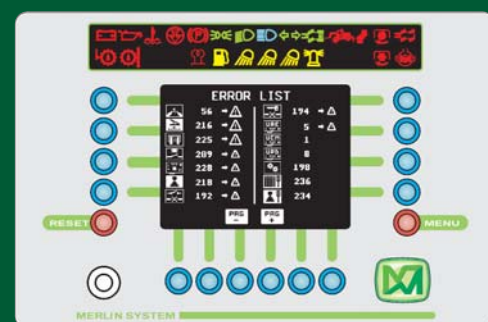 ERROR LIST
56 194
216 5
225 1
209 8
228 198
218 236
192 234
PRG - PRG +
RESET MENU
MERLIN SYSTEM